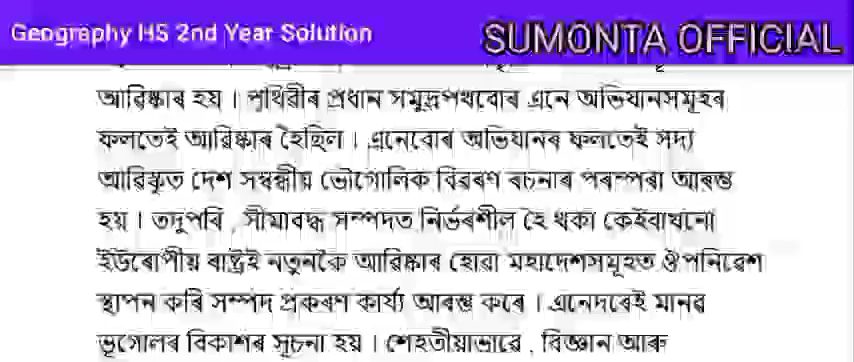 Geography HS 2nd Year Solution
SUMONTA OFFICIAL
আৱিষ্কাৰ হয় । পৃথিৱীৰ প্ৰধান সমুদ্ৰপথবোৰ এনে অভিযানসমূহৰ
ফলতেই আৱিষ্কাৰ হৈছিল । এনেবোৰ অভিযানৰ ফলতেই সদ্য
আৱিষ্কৃত দেশ সম্বন্ধীয় ভৌগোলিক বিৱৰণ ৰচনাৰ পৰম্পৰা আৰম্ভ
হয় । তদুপৰি , সীমাবদ্ধ সম্পদত নিৰ্ভৰশীল হৈ থকা কেইবাখনো
ইউৰোপীয় ৰাষ্ট্ৰই নতুনকৈ আৱিষ্কাৰ হোৱা মহাদেশসমূহত ঔপনিৱেশ
স্থাপন কৰি সম্পদ প্ৰকৰণ কাৰ্য্য আৰম্ভ কৰে । এনেদৰেই মানৱ
ভূগোলৰ বিকাশৰ সূচনা হয় । শেহতীয়াভাৱে , বিজ্ঞান আৰু